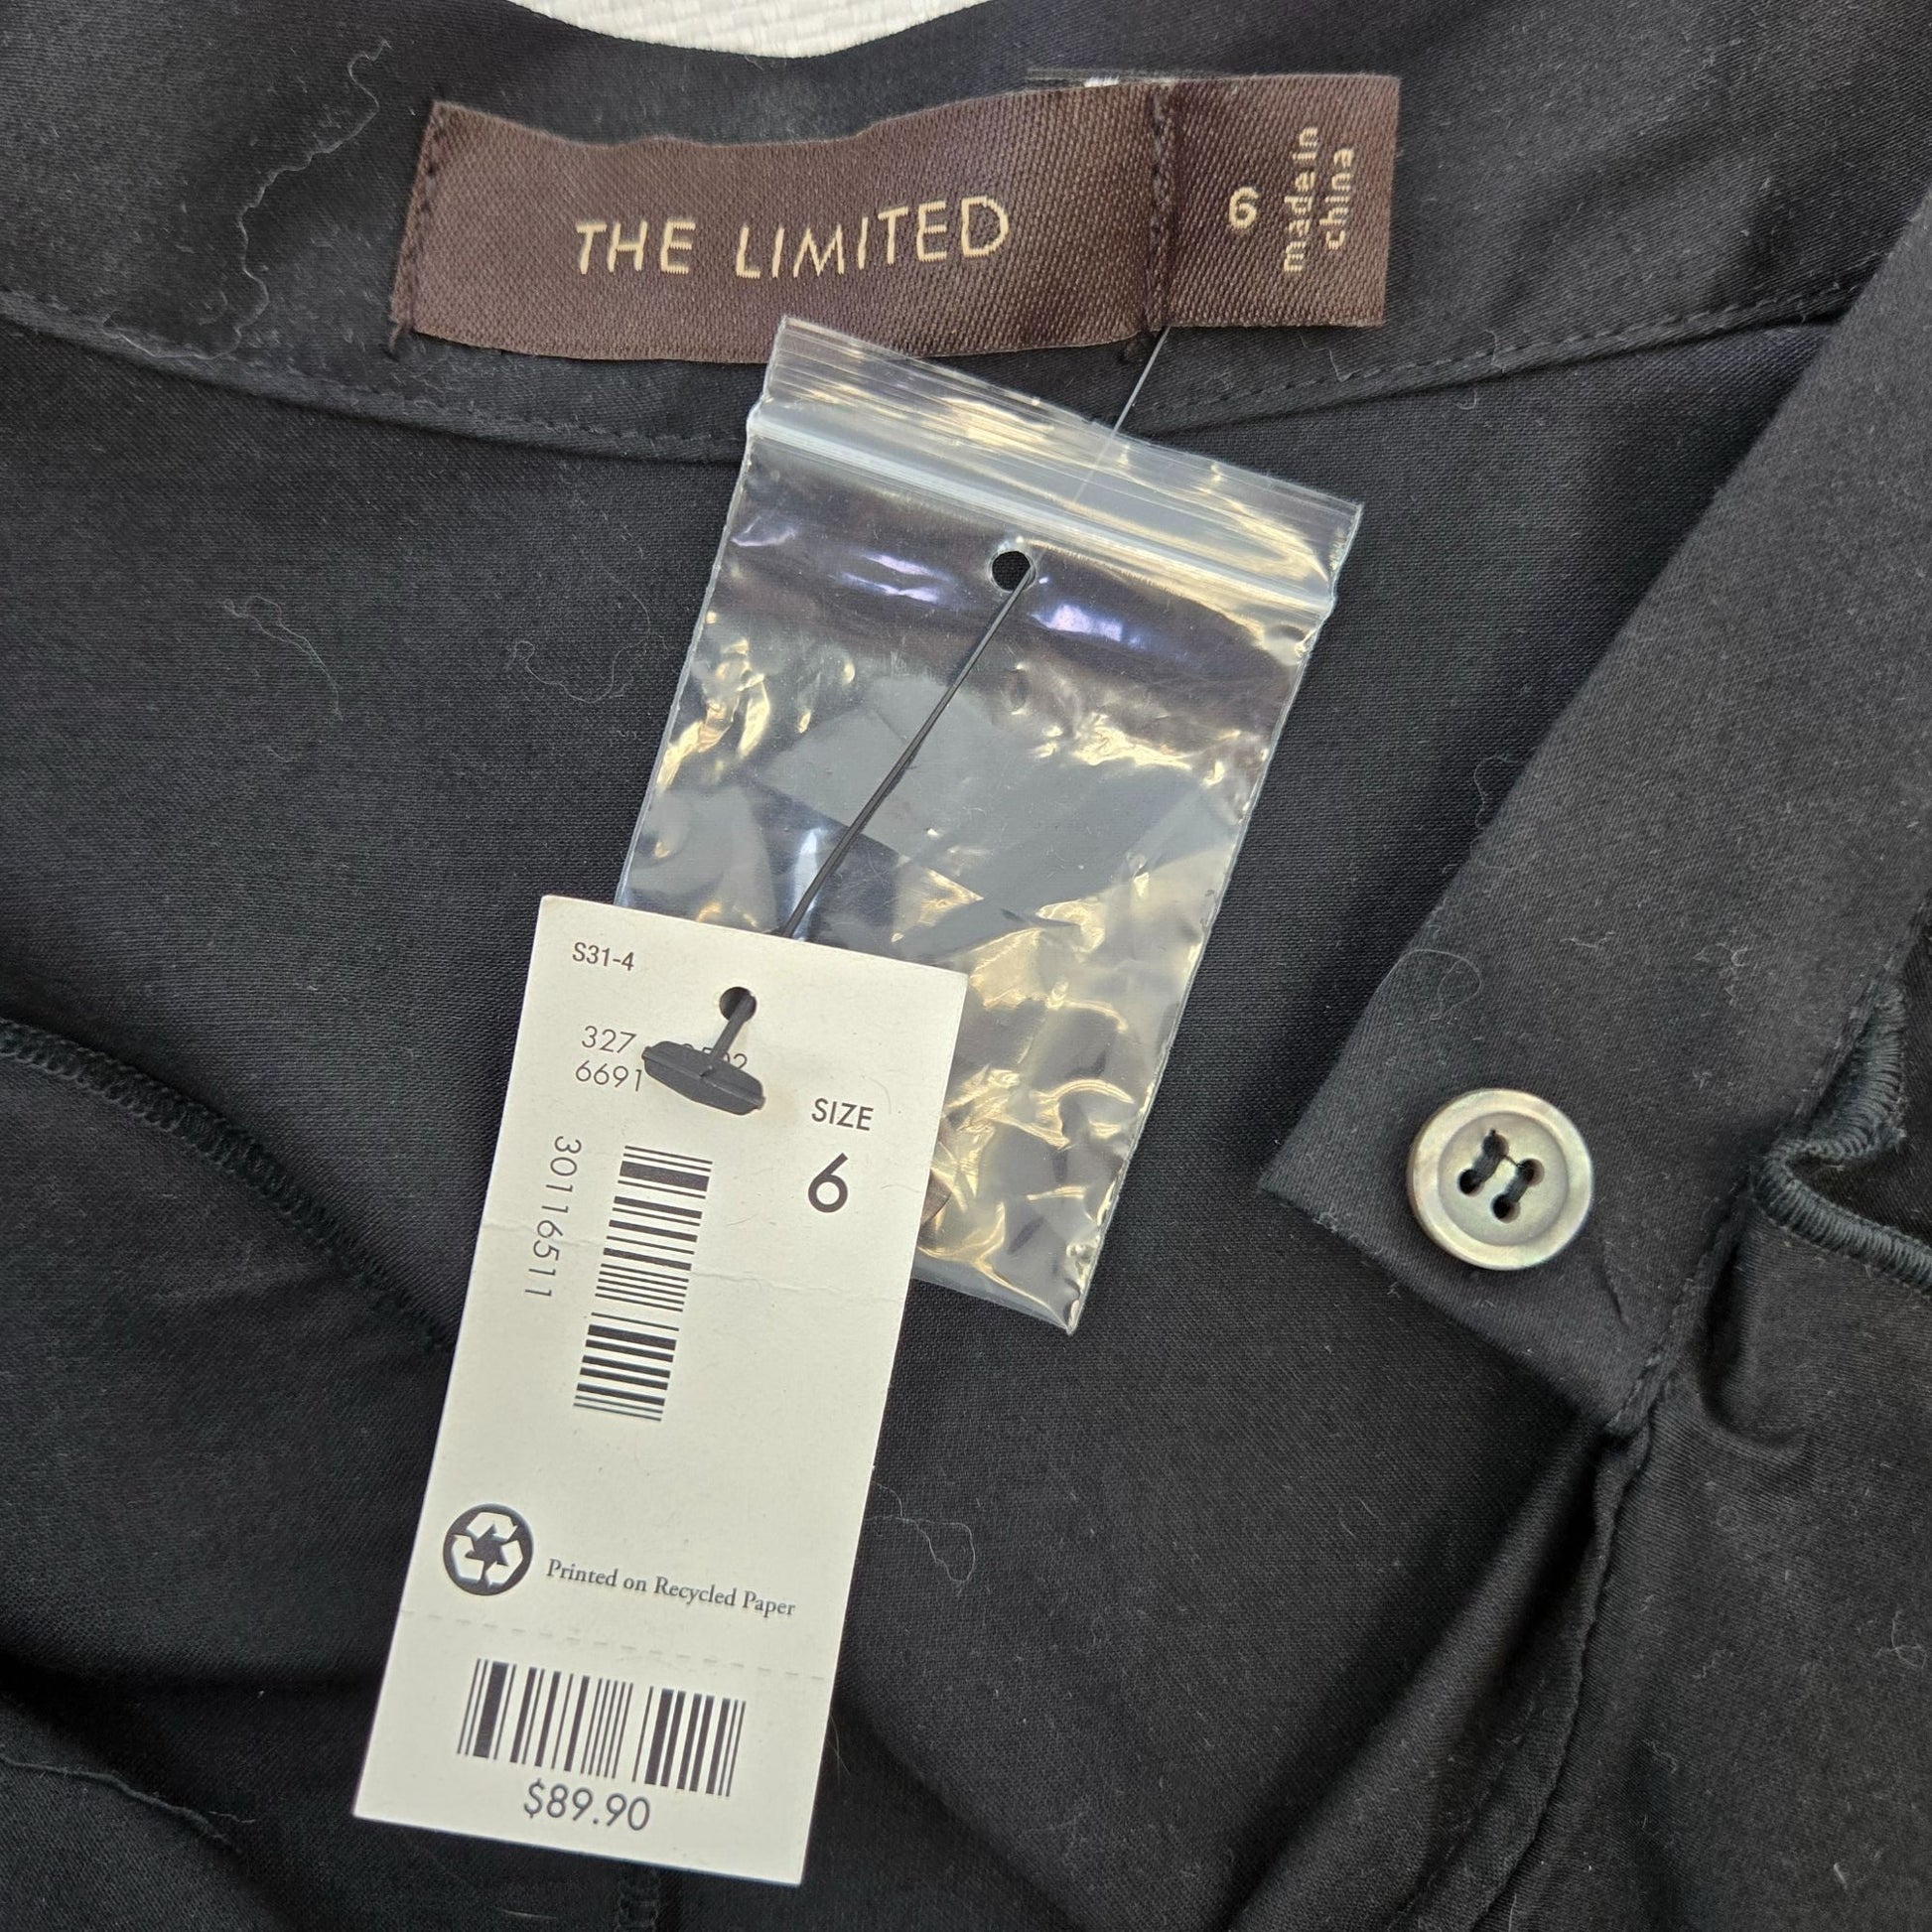 THE LIMITED
6
made in
china
S31-4
327
6691
SIZE
6
30116511
Printed on Recycled Paper
$89.90